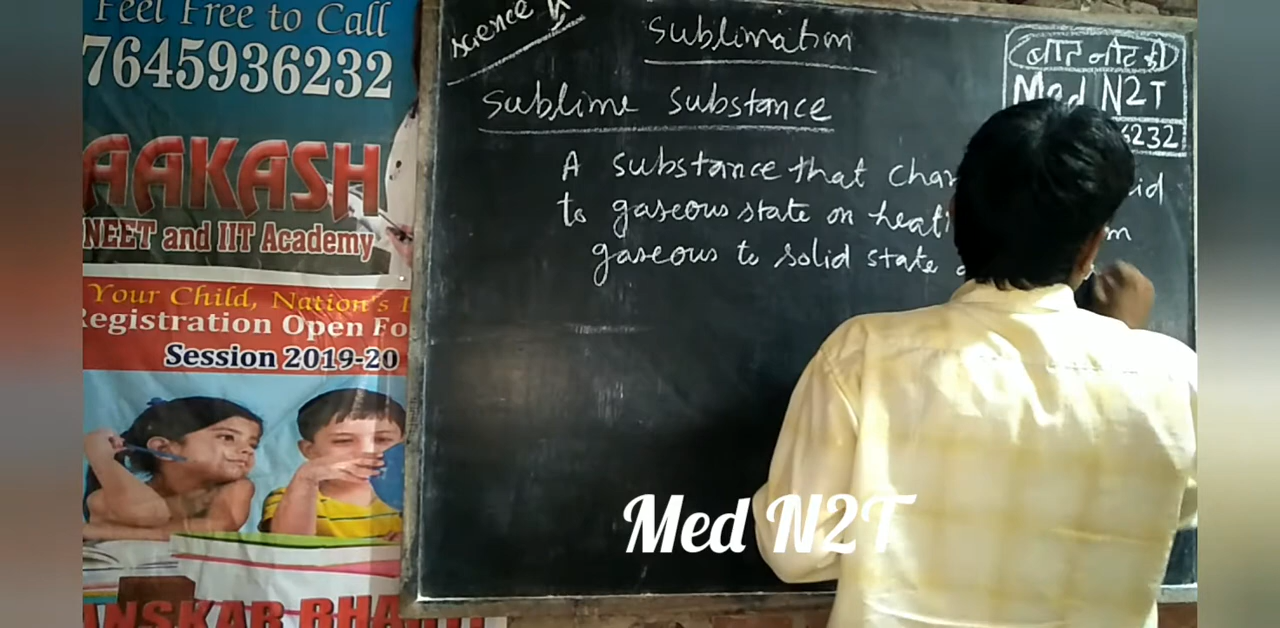 Feel Free to Call
7645936232
AAKASH
NEET and IIT Academy
Your Child, Nation's
Registration Open Fo
Session 2019-20
science
Sublimation
Sublime Substance
A substance that
to gaseous state on
gaseous to solid state
बात नोट की
Med N2T
6232
Med N2T